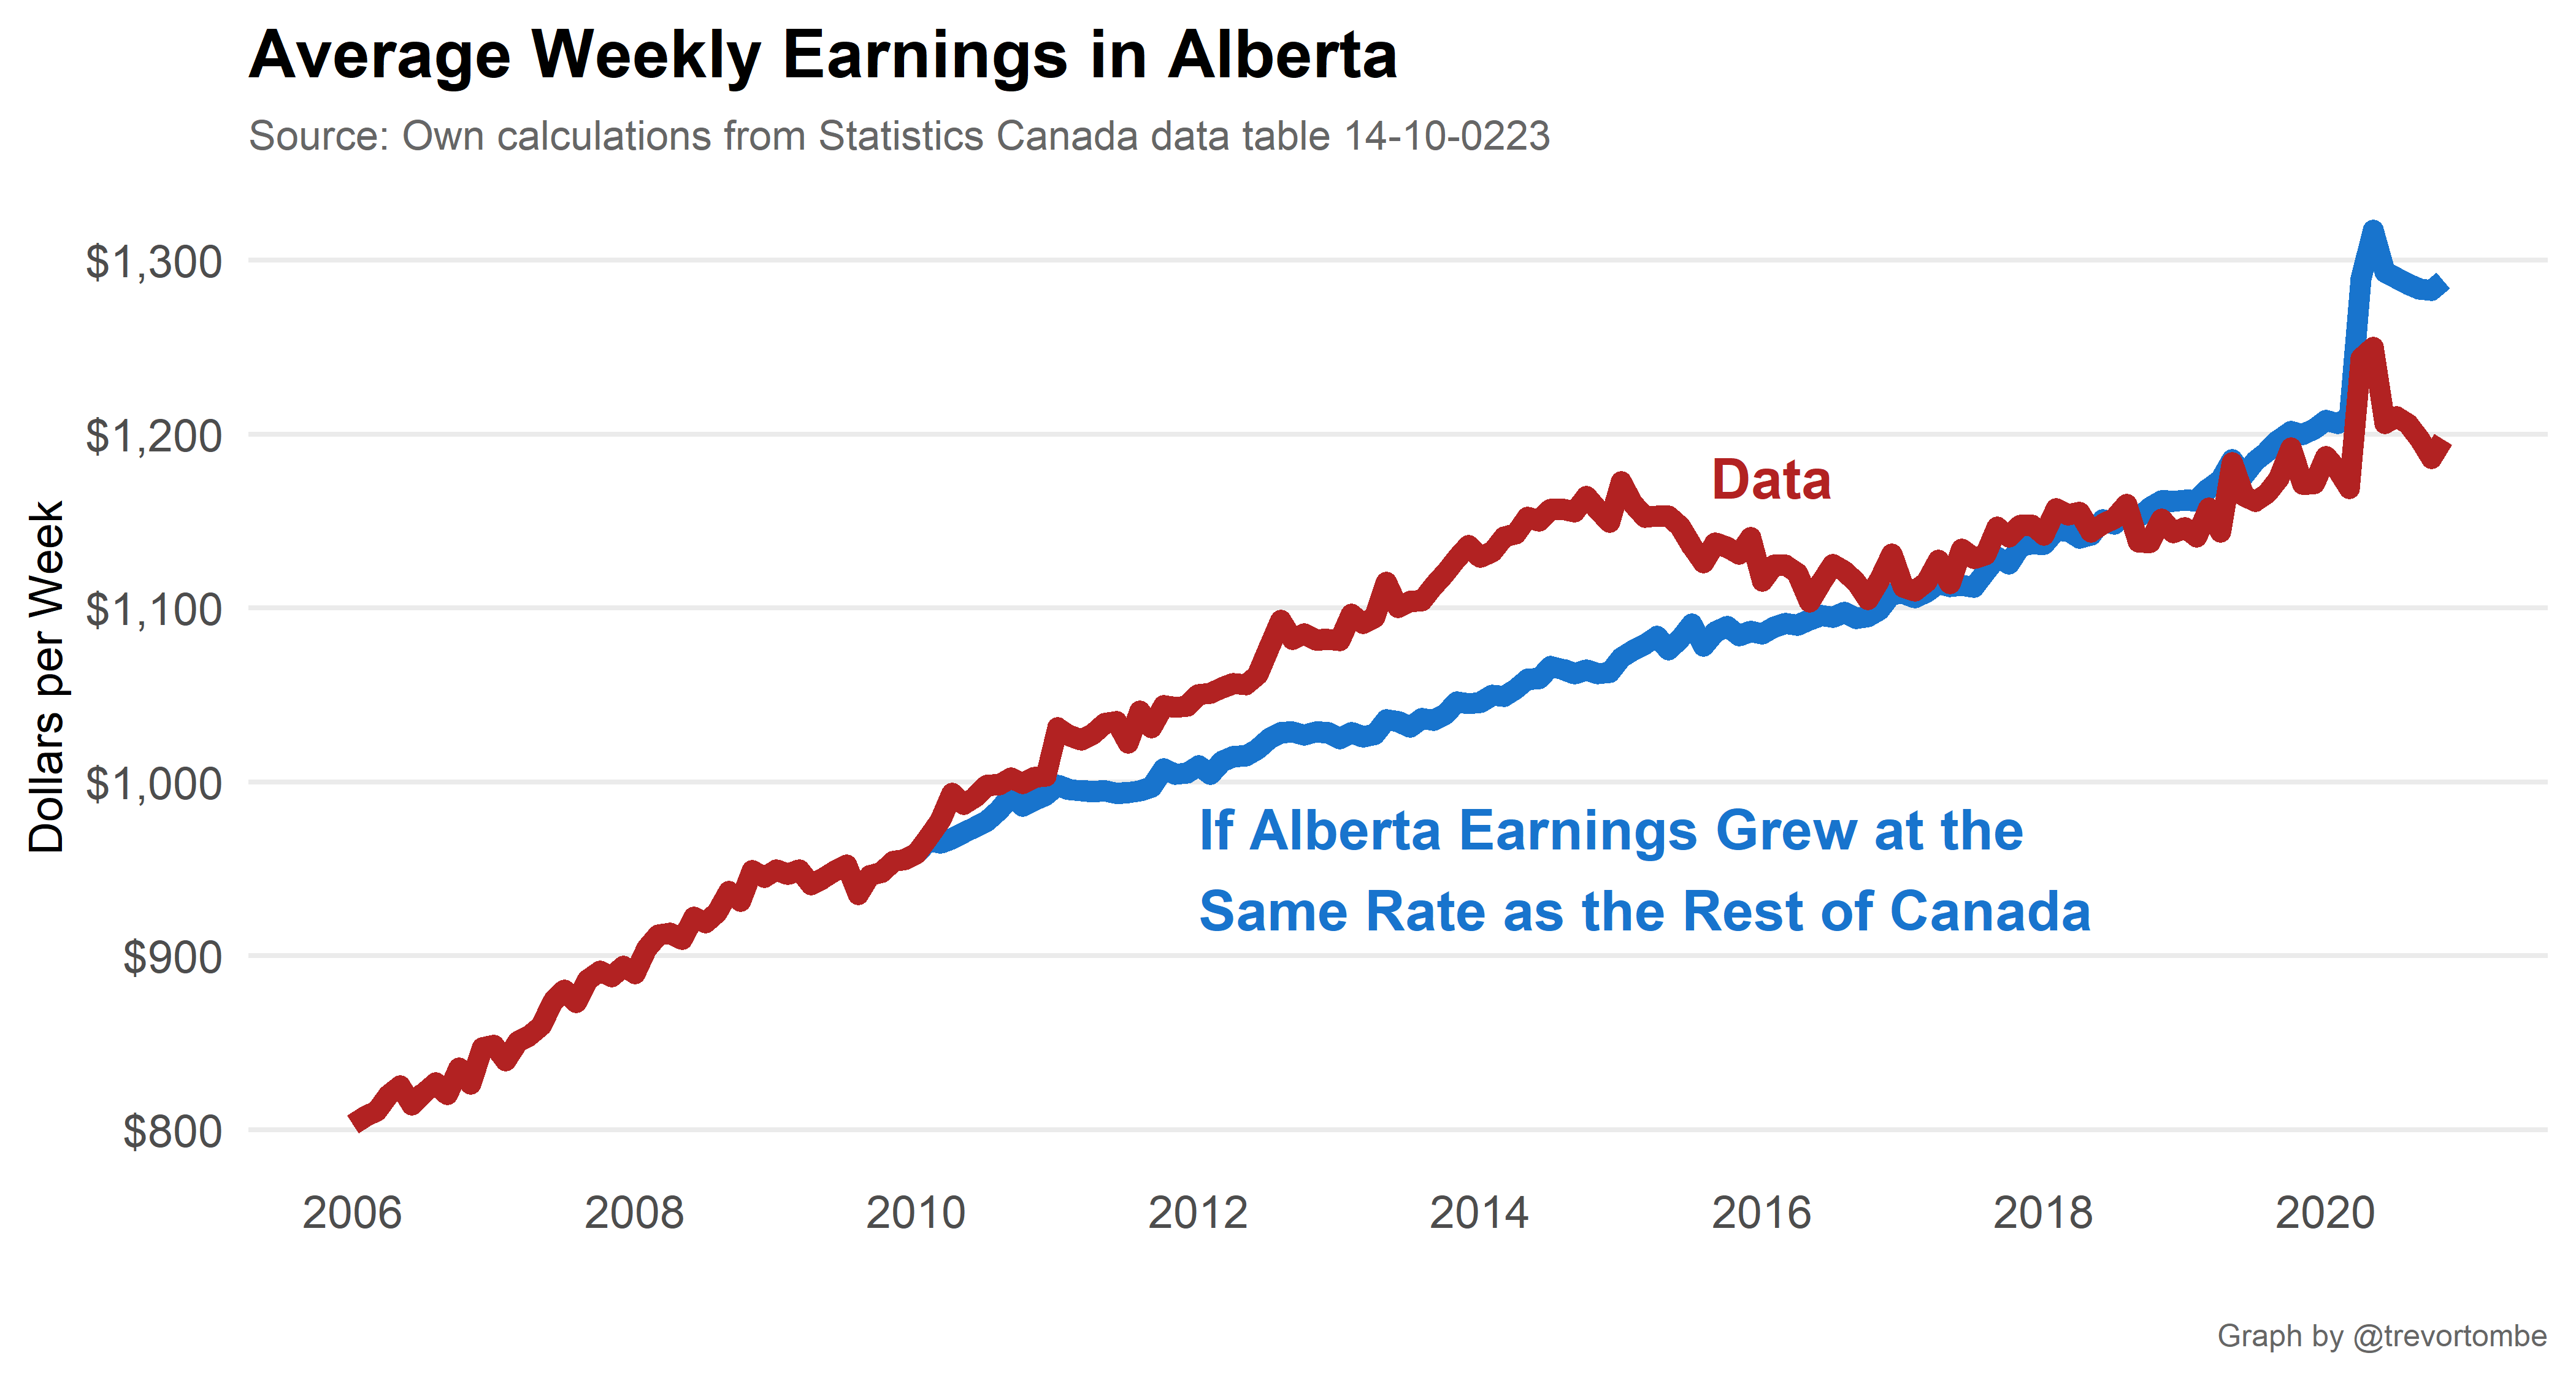 Average Weekly Earnings in Alberta
Source: Own calculations from Statistics Canada data table 14-10-0223
Dollars per Week
$1,300
$1,200
$1,100
$1,000
$900
$800
Data
If Alberta Earnings Grew at the
Same Rate as the Rest of Canada
2006 2008 2010 2012 2014 2016 2018 2020
Graph by @trevortombe